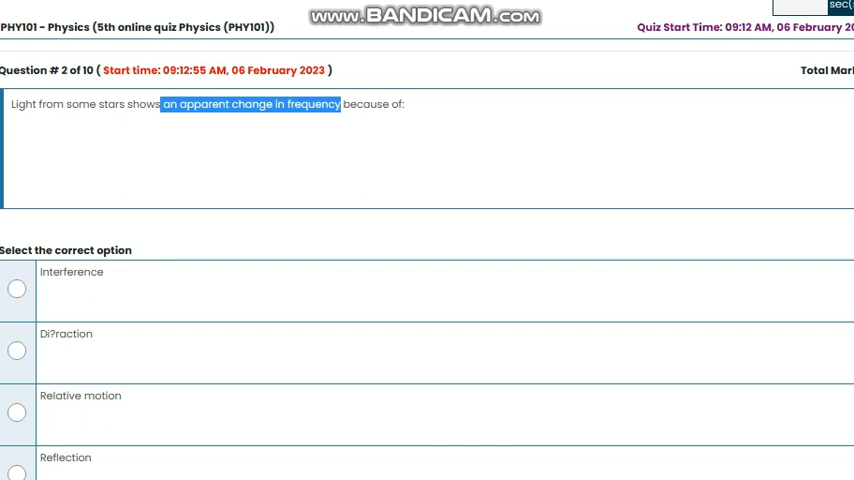 www.BANDICAM.com
sec(s
PHY101 - Physics (5th online quiz Physics (PHY101))
Quiz Start Time: 09:12 AM, 06 February 20
Question # 2 of 10 ( Start time: 09:12:55 AM, 06 February 2023 )
Total Mar
Light from some stars shows an apparent change in frequency because of:
Select the correct option
Interference
Di?raction
Relative motion
Reflection